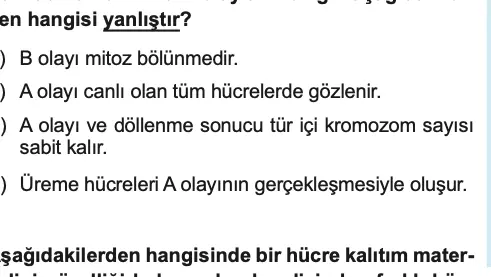 en hangisi yanlıştır?
) B olayı mitoz bölünmedir.
) A olayı canlı olan tüm hücrelerde gözlenir.
) A olayı ve döllenme sonucu tür içi kromozom sayısı
sabit kalır.
) Üreme hücreleri A olayının gerçekleşmesiyle oluşur.
şağıdakilerden hangisinde bir hücre kalıtım mater-